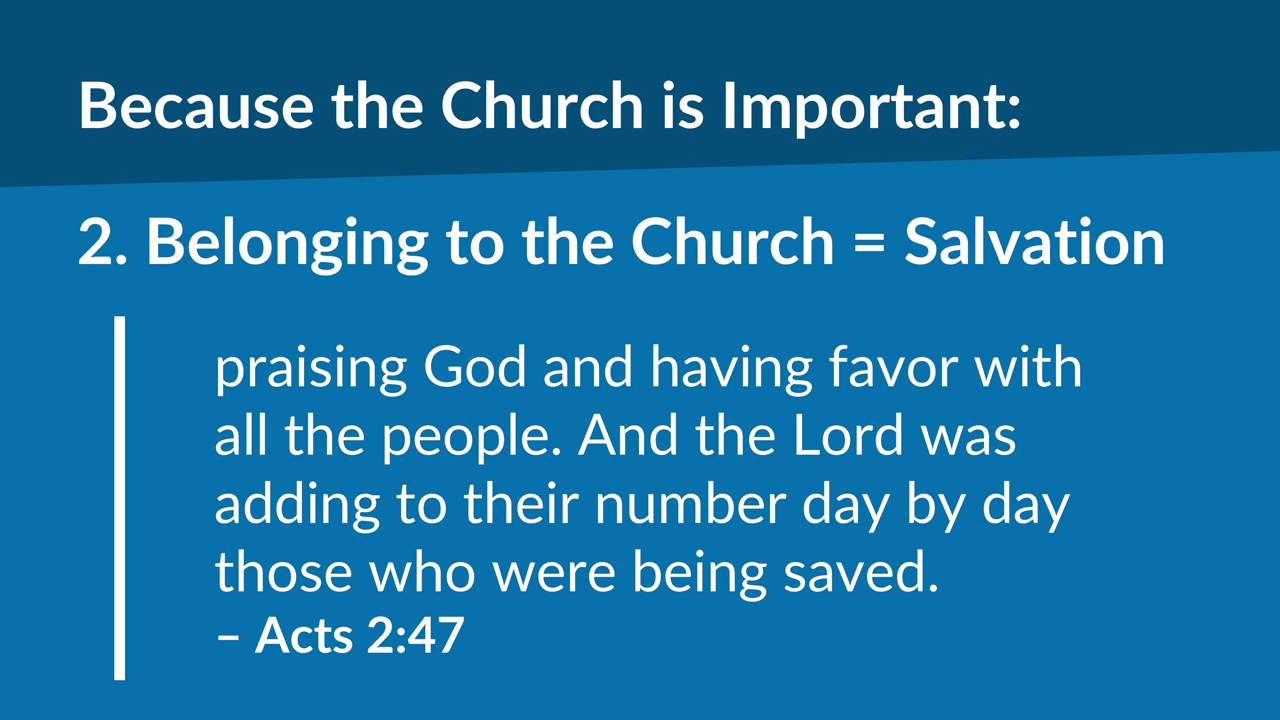 Because the Church is Important:
2. Belonging to the Church = Salvation
praising God and having favor with
all the people. And the Lord was
adding to their number day by day
those who were being saved.
– Acts 2:47